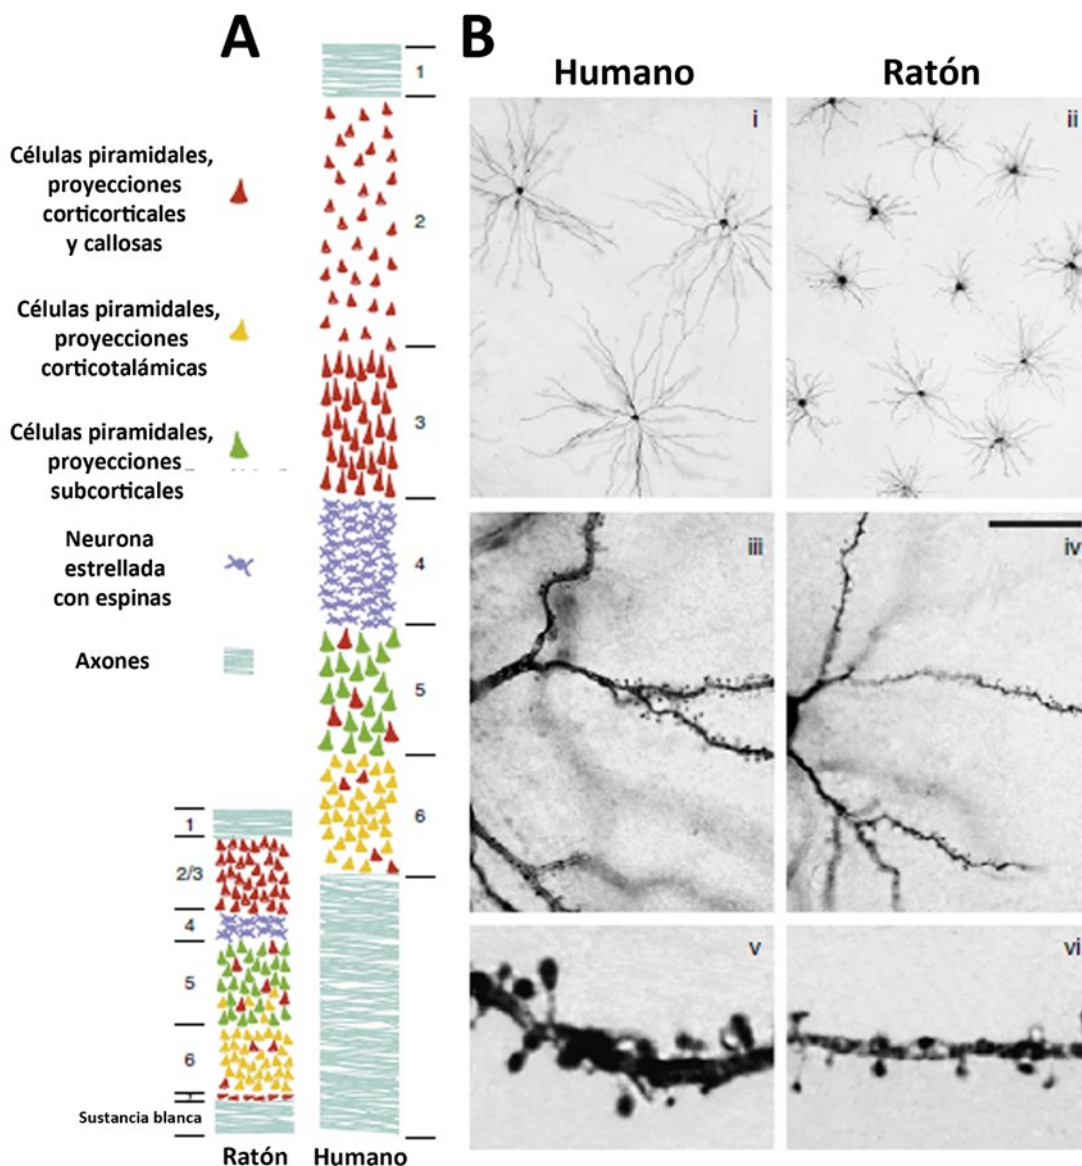 A
B
Humano
Ratón
Células piramidales,
proyecciones
corticorticales
y callosas
Células piramidales,
proyecciones
corticotalámicas
Células piramidales,
proyecciones
subcorticales
Neurona
estrellada
con espinas
Axones
1
2
3
4
5
6
1
2/3
4
5
6
Sustancia blanca
Ratón
Humano
i
ii
iii
iv
v
vi